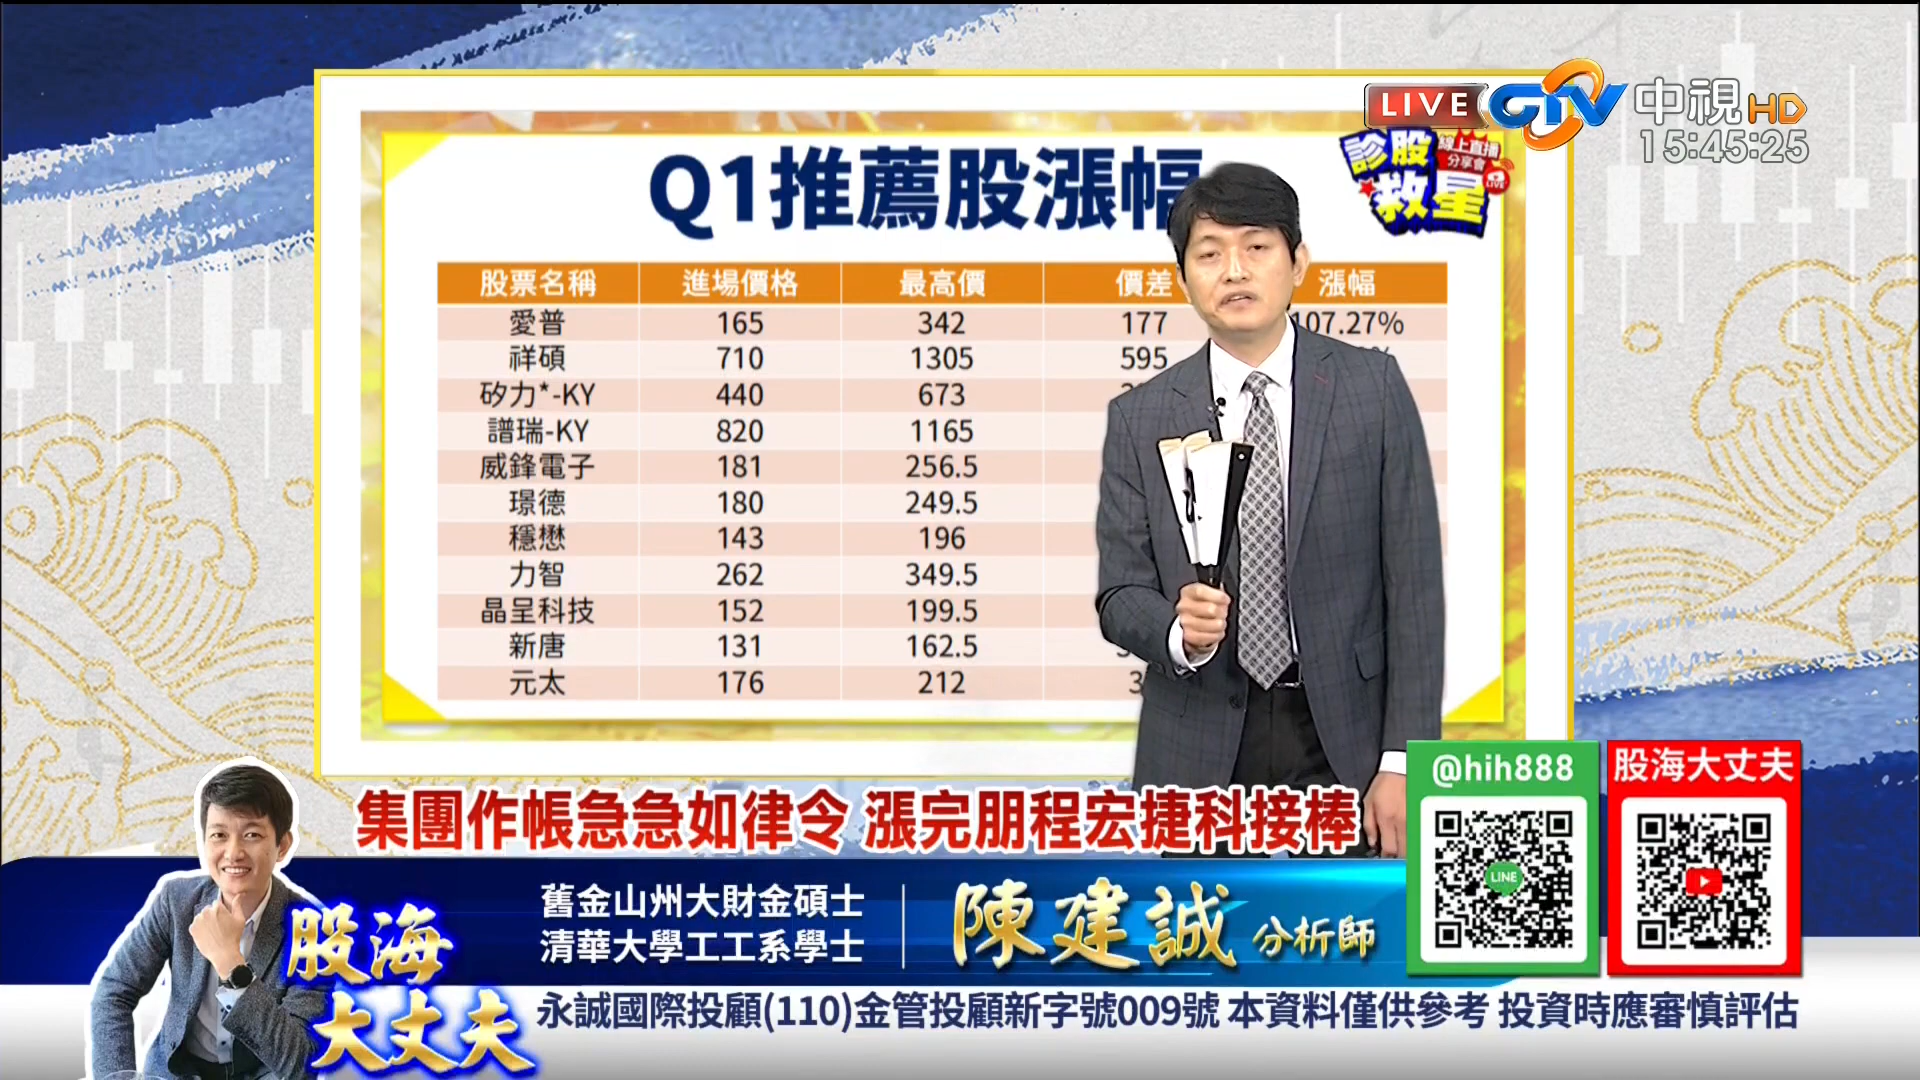 LIVE CTV 中視 HD
15:45:25
診股 線上直播
分享會
救星 LIVE
Q1推薦股漲幅
股票名稱 進場價格 最高價 價差 漲幅
愛普 165 342 177 107.27%
祥碩 710 1305 595
矽力*-KY 440 673
譜瑞-KY 820 1165
威鋒電子 181 256.5
璟德 180 249.5
穩懋 143 196
力智 262 349.5
晶呈科技 152 199.5
新唐 131 162.5
元太 176 212
集團作帳急急如律令 漲完朋程宏捷科接棒
@hih888
LINE
股海大丈夫
股海
大丈夫
舊金山州大財金碩士
清華大學工工系學士
陳建誠 分析師
永誠國際投顧(110)金管投顧新字號009號 本資料僅供參考 投資時應審慎評估